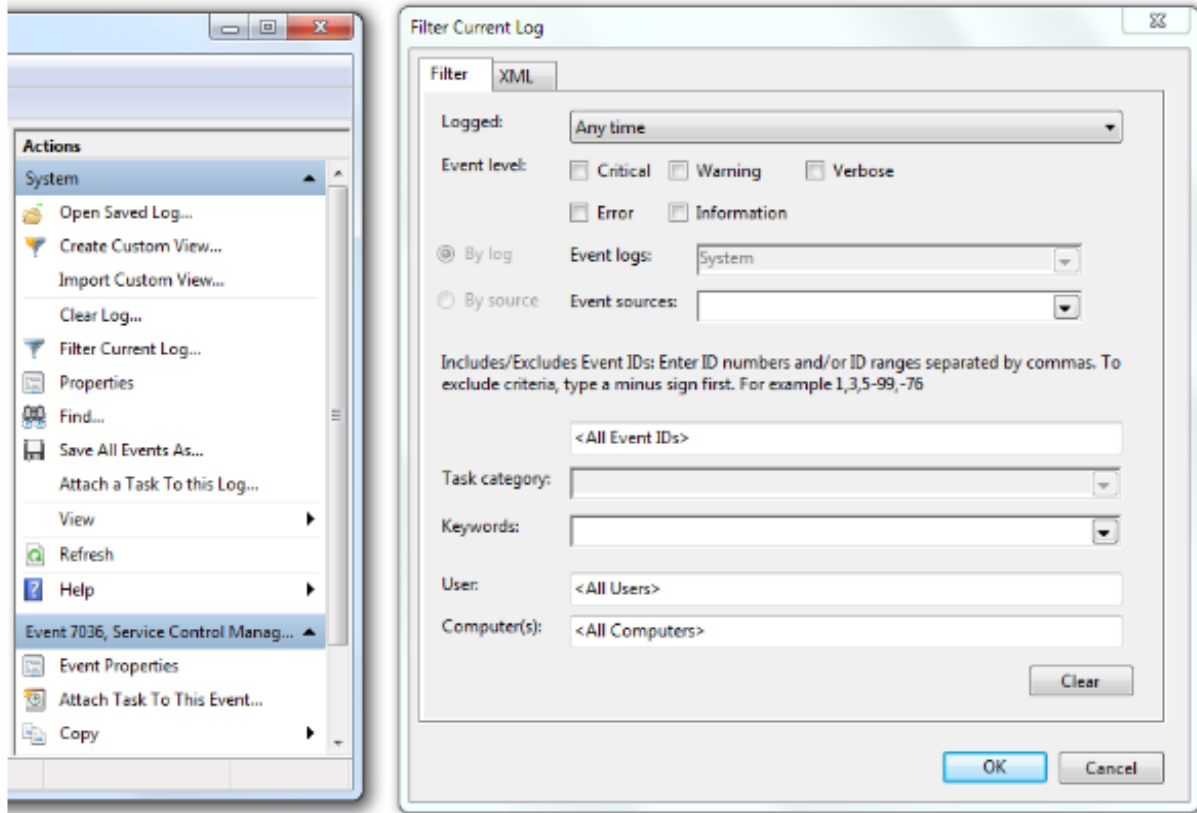 Actions
System
Open Saved Log...
Create Custom View...
Import Custom View...
Clear Log...
Filter Current Log...
Properties
Find...
Save All Events As...
Attach a Task To this Log...
View
Refresh
Help
Event 7036, Service Control Manag...
Event Properties
Attach Task To This Event...
Copy
Filter Current Log
Filter XML
Logged: Any time
Event level: Critical Warning Verbose
Error Information
By log Event logs: System
By source Event sources:
Includes/Excludes Event IDs: Enter ID numbers and/or ID ranges separated by commas. To
exclude criteria, type a minus sign first. For example 1,3,5-99,-76
<All Event IDs>
Task category:
Keywords:
User: <All Users>
Computer(s): <All Computers>
Clear
OK Cancel